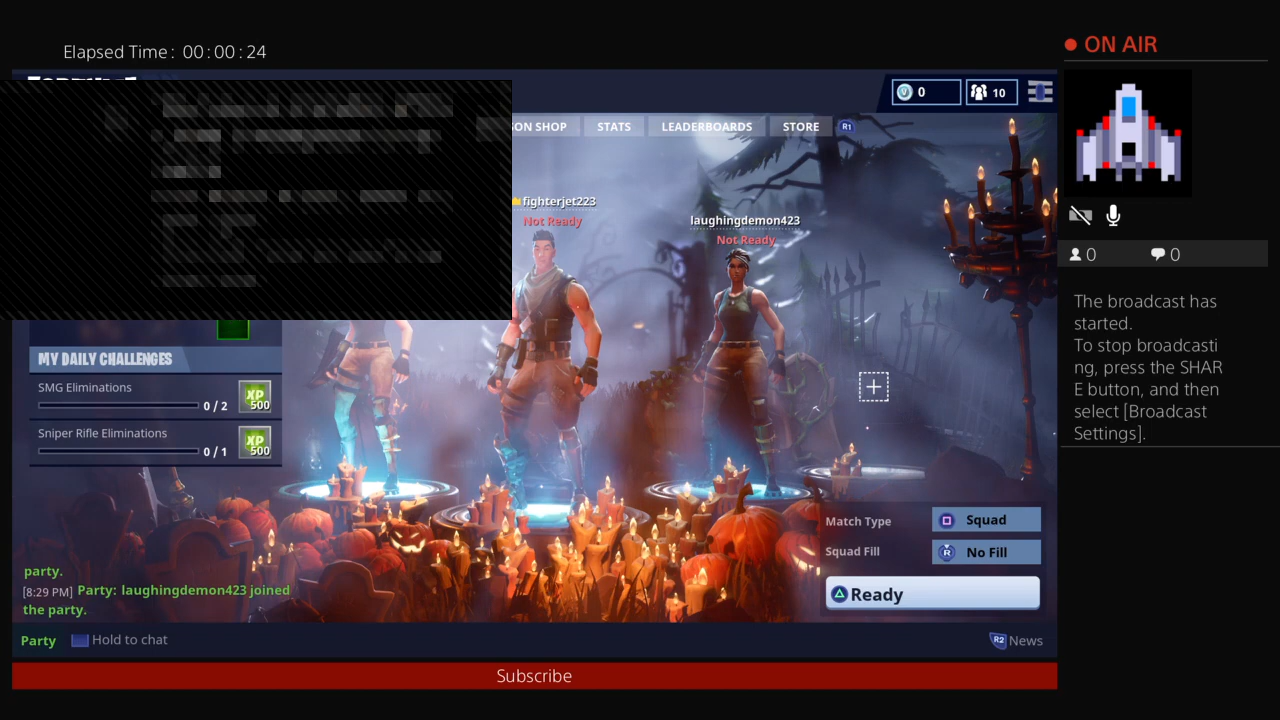 Elapsed Time: 00:00:24
ON AIR
0
10
SON SHOP STATS LEADERBOARDS STORE R1
fighterjet223
Not Ready
laughingdemon423
Not Ready
0 0
The broadcast has
started.
To stop broadcasti
ng, press the SHAR
E button, and then
select [Broadcast
Settings].
MY DAILY CHALLENGES
SMG Eliminations
0 / 2
XP
500
Sniper Rifle Eliminations
0 / 1
XP
500
Match Type Squad
Squad Fill R No Fill
Ready
party.
[8:29 PM] Party: laughingdemon423 joined
the party.
Party Hold to chat
R2 News
Subscribe